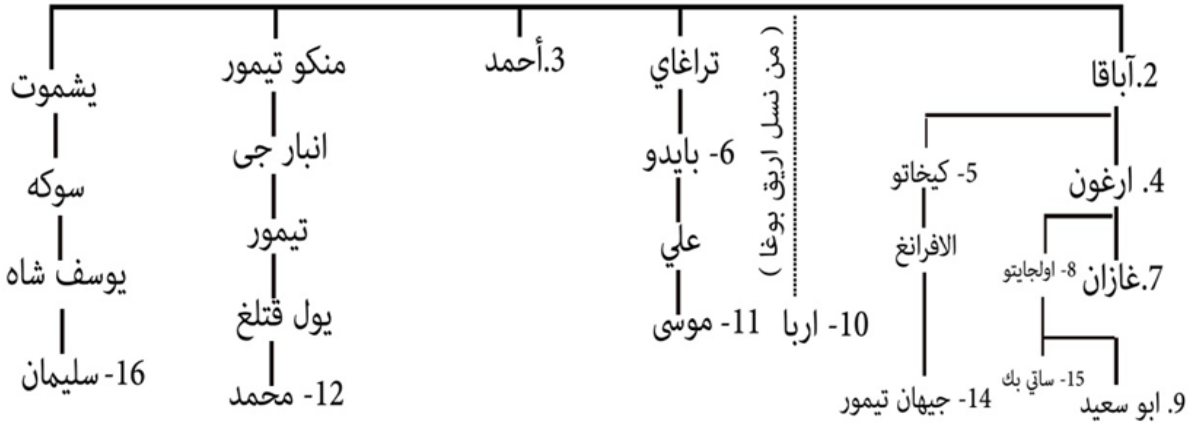 2.آباقا
4. ارغون
7.غازان
9. ابو سعيد
8- اولجايتو
15- ساتي بك
5- كيخاتو
الافرانغ
14- جيهان تيمور
( من نسل اريق بوغا )
10- اربا
تراغاي
6- بايدو
علي
11- موسى
3.أحمد
منكو تيمور
انبار جى
تيمور
يول قتلغ
12- محمد
يشموت
سوكه
يوسف شاه
16- سليمان